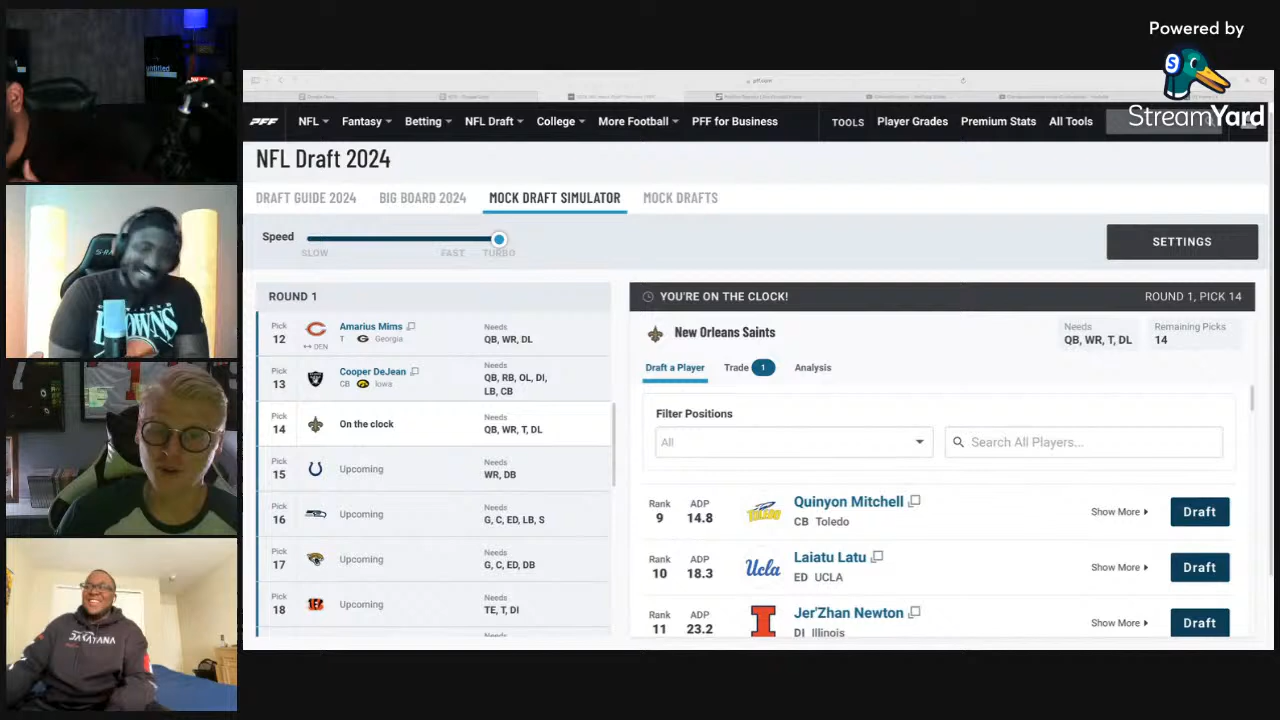 Powered by
StreamYard
untitled
PFF
NFL
Fantasy
Betting
NFL Draft
College
More Football
PFF for Business
TOOLS
Player Grades
Premium Stats
All Tools
NFL Draft 2024
DRAFT GUIDE 2024
BIG BOARD 2024
MOCK DRAFT SIMULATOR
MOCK DRAFTS
Speed
SLOW
FAST
TURBO
SETTINGS
ROUND 1
Pick
12
DEN
Amarius Mims
T Georgia
Needs
QB, WR, DL
Pick
13
Cooper DeJean
CB Iowa
Needs
QB, RB, OL, DI,
LB, CB
Pick
14
On the clock
Needs
QB, WR, T, DL
Pick
15
Upcoming
Needs
WR, DB
Pick
16
Upcoming
Needs
G, C, ED, LB, S
Pick
17
Upcoming
Needs
G, C, ED, DB
Pick
18
Upcoming
Needs
TE, T, DI
YOU'RE ON THE CLOCK!
ROUND 1, PICK 14
New Orleans Saints
Needs
QB, WR, T, DL
Remaining Picks
14
Draft a Player
Trade 1
Analysis
Filter Positions
All
Search All Players...
Rank
9
ADP
14.8
TOLEDO
Quinyon Mitchell
CB Toledo
Show More
Draft
Rank
10
ADP
18.3
Ucla
Laiatu Latu
ED UCLA
Show More
Draft
Rank
11
ADP
23.2
I
Jer'Zhan Newton
DI Illinois
Show More
Draft
BROWNS